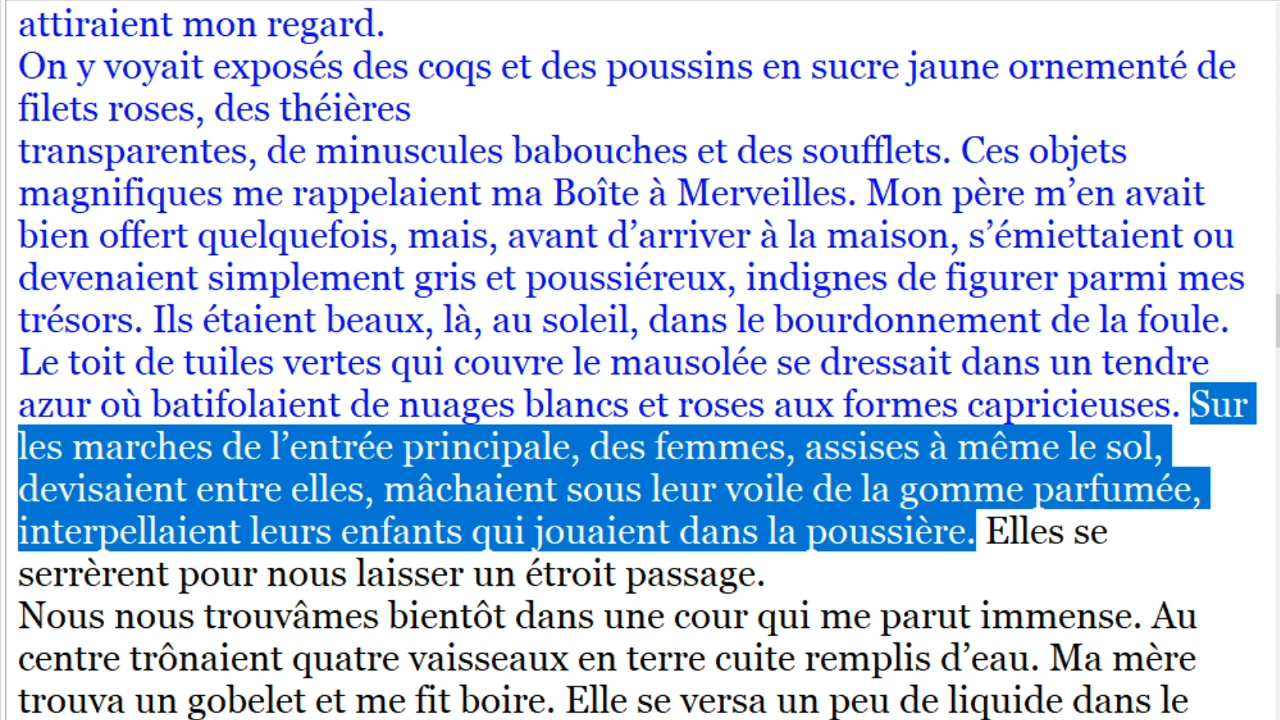 attiraient mon regard.
On y voyait exposés des coqs et des poussins en sucre jaune ornementé de
filets roses, des théières
transparentes, de minuscules babouches et des soufflets. Ces objets
magnifiques me rappelaient ma Boîte à Merveilles. Mon père m’en avait
bien offert quelquefois, mais, avant d’arriver à la maison, s’émiettaient ou
devenaient simplement gris et poussiéreux, indignes de figurer parmi mes
trésors. Ils étaient beaux, là, au soleil, dans le bourdonnement de la foule.
Le toit de tuiles vertes qui couvre le mausolée se dressait dans un tendre
azur où batifolaient de nuages blancs et roses aux formes capricieuses. Sur
les marches de l’entrée principale, des femmes, assises à même le sol,
devisaient entre elles, mâchaient sous leur voile de la gomme parfumée,
interpellaient leurs enfants qui jouaient dans la poussière. Elles se
serrèrent pour nous laisser un étroit passage.
Nous nous trouvâmes bientôt dans une cour qui me parut immense. Au
centre trônaient quatre vaisseaux en terre cuite remplis d’eau. Ma mère
trouva un gobelet et me fit boire. Elle se versa un peu de liquide dans le